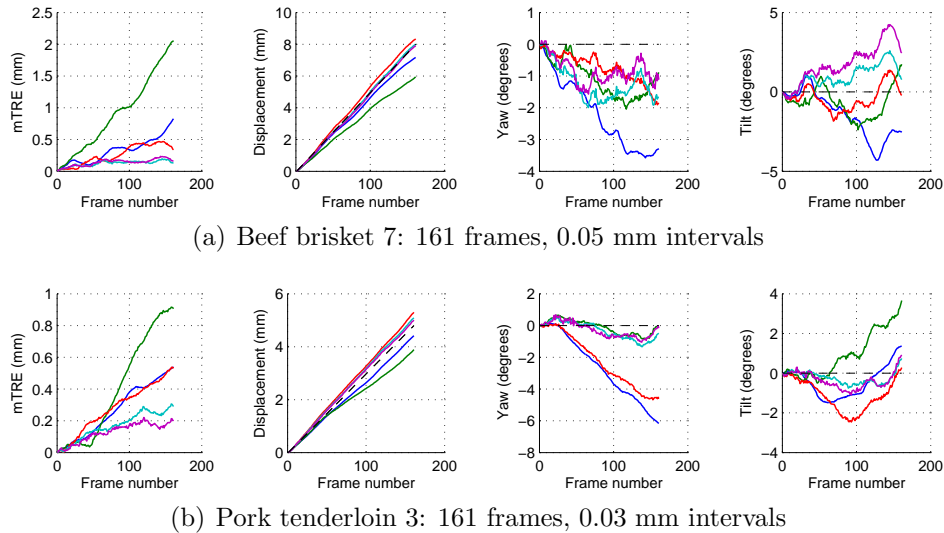 2.5
2
1.5
1
0.5
0
0 100 200
mTRE (mm)
Frame number
10
8
6
4
2
0
0 100 200
Displacement (mm)
Frame number
1
0
−1
−2
−3
−4
0 100 200
Yaw (degrees)
Frame number
5
0
−5
0 100 200
Tilt (degrees)
Frame number
(a) Beef brisket 7: 161 frames, 0.05 mm intervals
1
0.8
0.6
0.4
0.2
0
0 100 200
mTRE (mm)
Frame number
6
4
2
0
0 100 200
Displacement (mm)
Frame number
2
0
−2
−4
−6
−8
0 100 200
Yaw (degrees)
Frame number
4
2
0
−2
−4
0 100 200
Tilt (degrees)
Frame number
(b) Pork tenderloin 3: 161 frames, 0.03 mm intervals